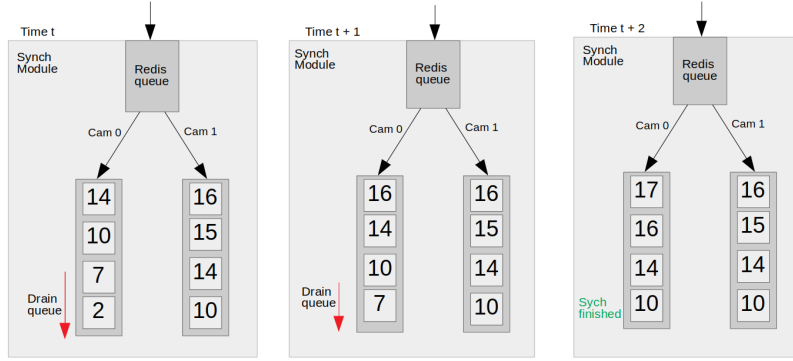 Time t
Synch
Module
Redis
queue
Cam 0
Cam 1
14
10
7
2
16
15
14
10
Drain
queue
Time t + 1
Synch
Module
Redis
queue
Cam 0
Cam 1
16
14
10
7
16
15
14
10
Drain
queue
Time t + 2
Synch
Module
Redis
queue
Cam 0
Cam 1
17
16
14
10
16
15
14
10
Sych
finished